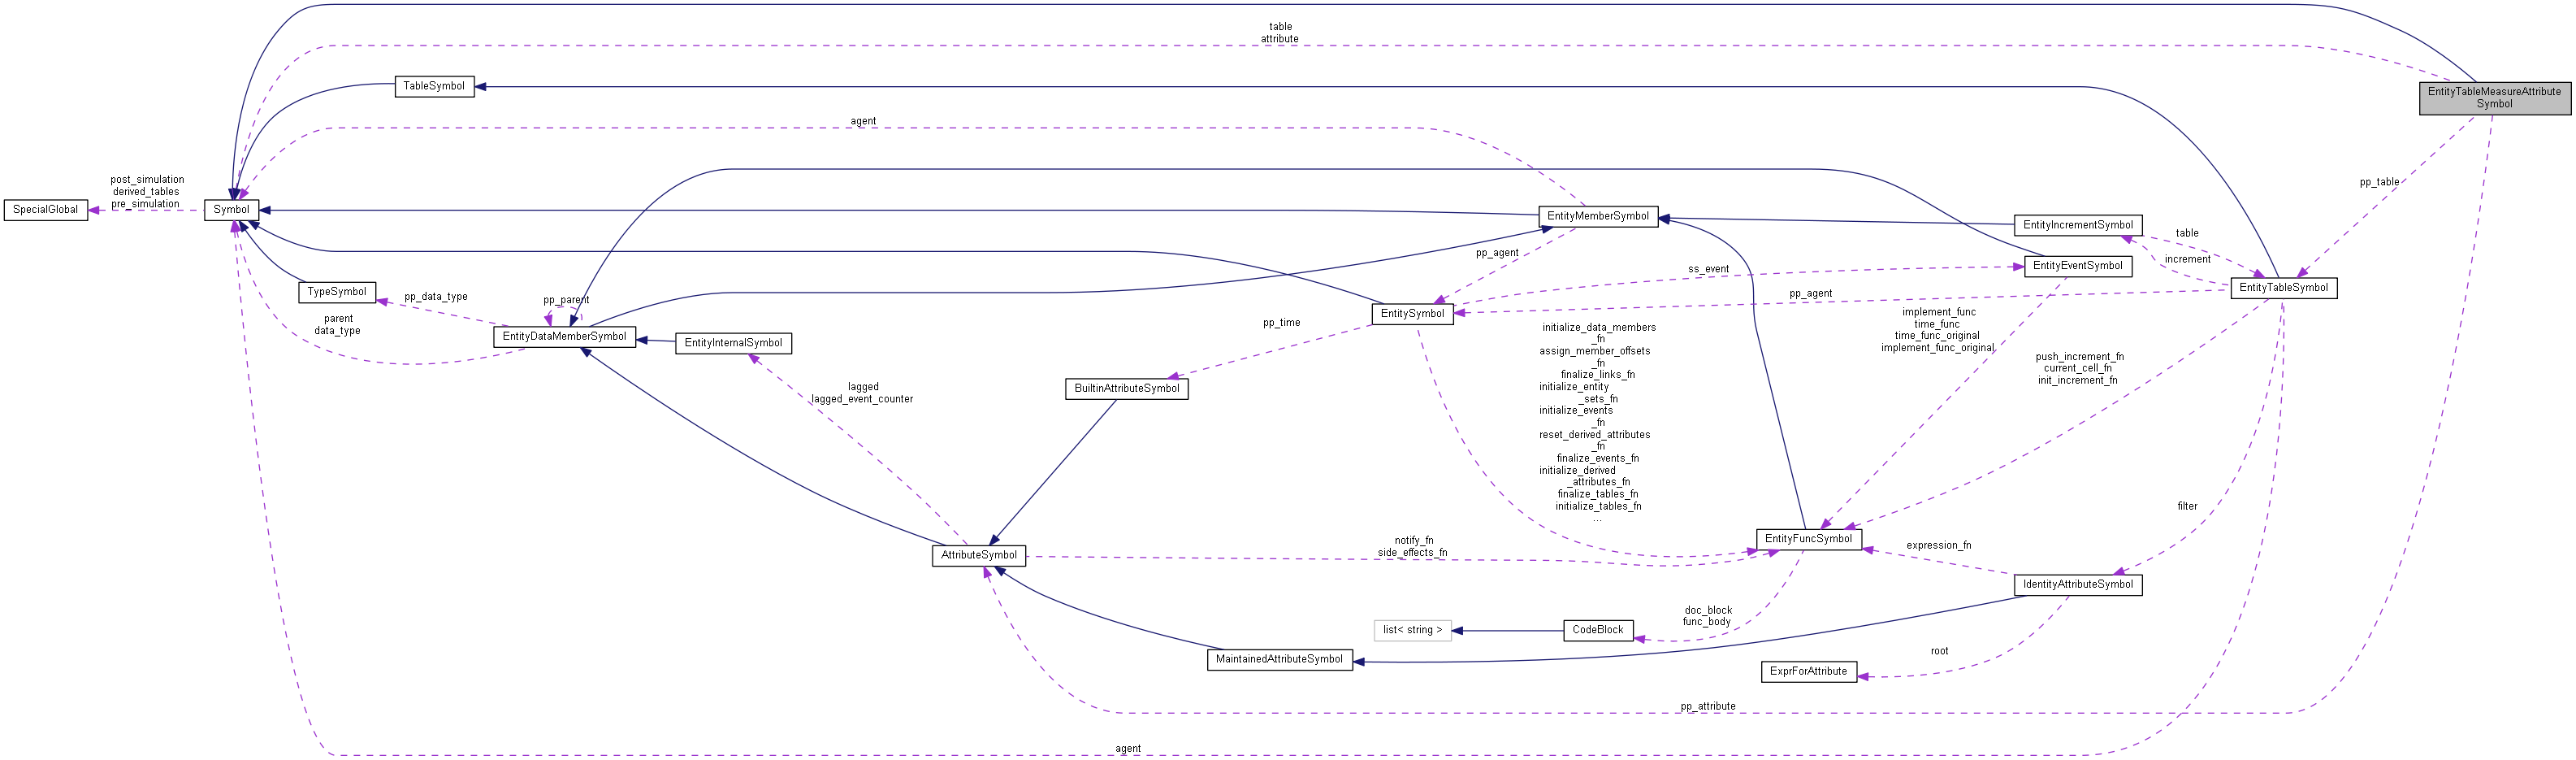 table
attribute
TableSymbol
EntityTableMeasureAttribute
Symbol
agent
post_simulation
derived_tables
pre_simulation
SpecialGlobal
Symbol
pp_table
EntityMemberSymbol
EntityIncrementSymbol
table
pp_agent
increment
ss_event
EntityEventSymbol
EntityTableSymbol
TypeSymbol
pp_data_type
pp_parent
pp_agent
EntitySymbol
parent
data_type
EntityDataMemberSymbol
EntityInternalSymbol
pp_time
initialize_data_members
_fn
assign_member_offsets
_fn
finalize_links_fn
initialize_entity
_sets_fn
initialize_events
_fn
reset_derived_attributes
_fn
finalize_events_fn
initialize_derived
_attributes_fn
finalize_tables_fn
initialize_tables_fn
...
implement_func
time_func
time_func_original
implement_func_original
push_increment_fn
current_cell_fn
init_increment_fn
lagged
lagged_event_counter
BuiltinAttributeSymbol
filter
AttributeSymbol
notify_fn
side_effects_fn
EntityFuncSymbol
expression_fn
IdentityAttributeSymbol
doc_block
func_body
list< string >
CodeBlock
MaintainedAttributeSymbol
root
ExprForAttribute
pp_attribute
agent